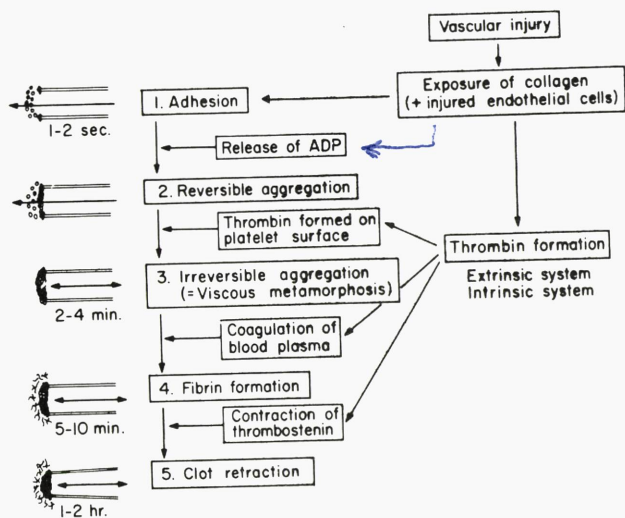 Vascular injury
Exposure of collagen
(+ injured endothelial cells)
1. Adhesion
1-2 sec.
Release of ADP
2. Reversible aggregation
Thrombin formed on
platelet surface
Thrombin formation
Extrinsic system
Intrinsic system
3. Irreversible aggregation
(= Viscous metamorphosis)
2-4 min.
Coagulation of
blood plasma
4. Fibrin formation
5-10 min.
Contraction of
thrombostenin
5. Clot retraction
1-2 hr.